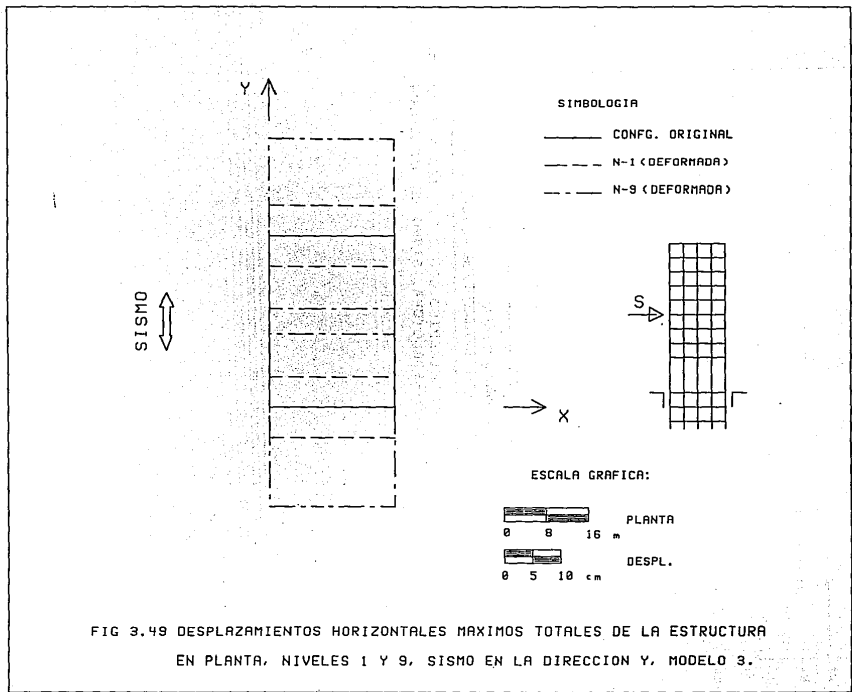 Y
SIMBOLOGIA
CONFG. ORIGINAL
N-1 (DEFORMADA)
N-9 (DEFORMADA)
SISMO
S
X
ESCALA GRAFICA:
PLANTA
0 8 16 m
DESPL.
0 5 10 cm
FIG 3.49 DESPLAZAMIENTOS HORIZONTALES MAXIMOS TOTALES DE LA ESTRUCTURA
EN PLANTA, NIVELES 1 Y 9, SISMO EN LA DIRECCION Y, MODELO 3.